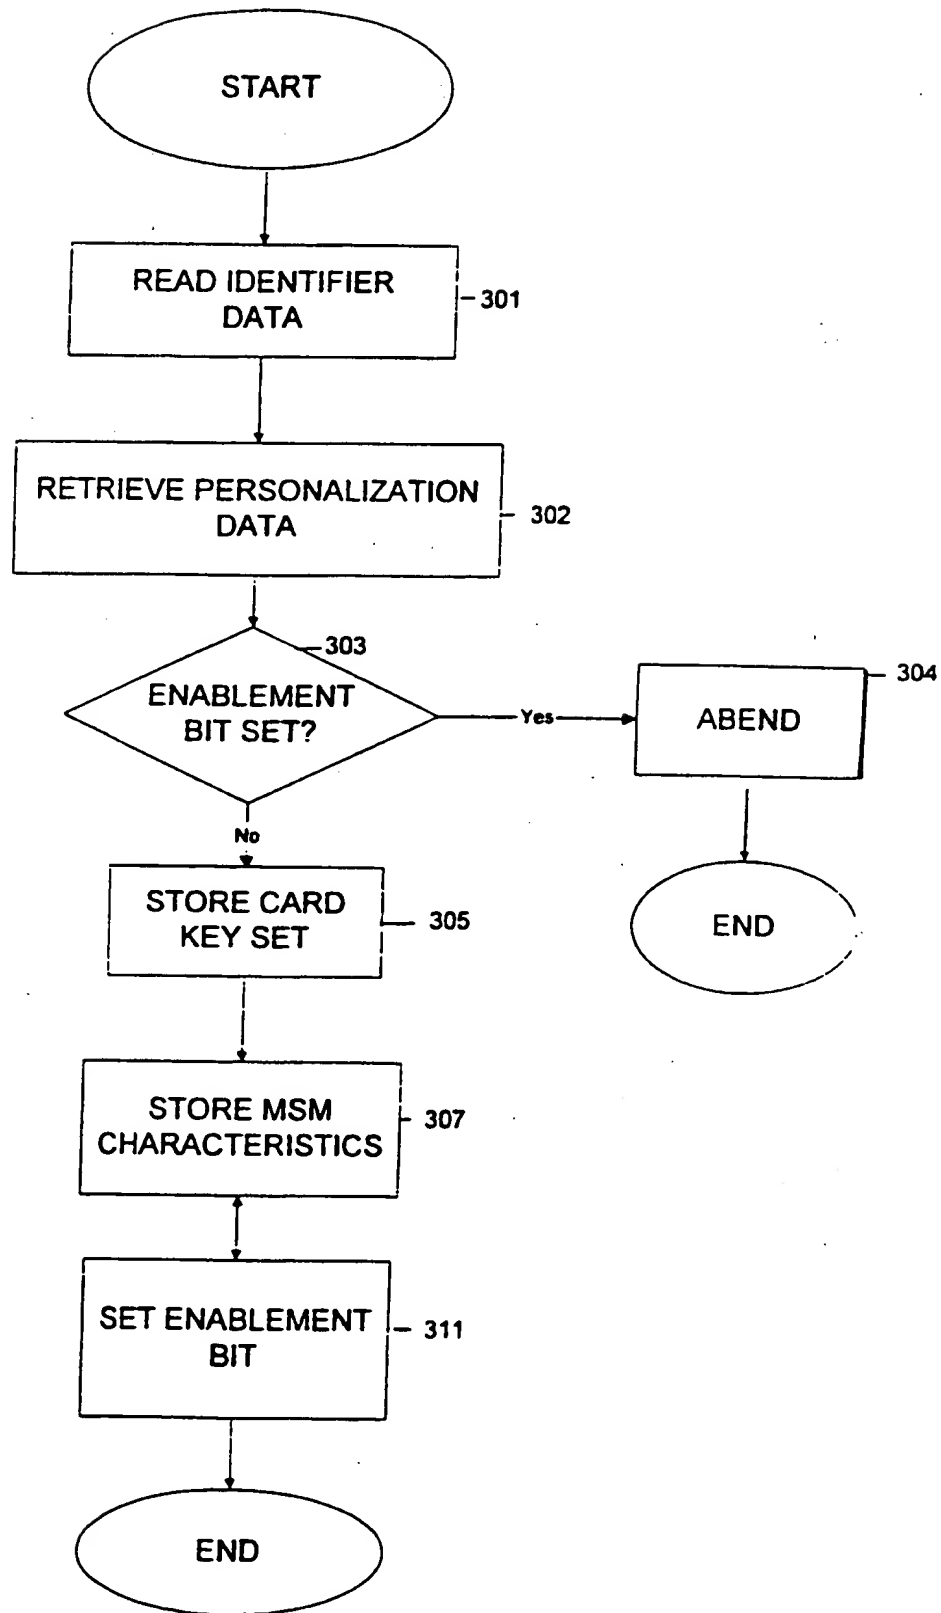 START
READ IDENTIFIER
DATA
301
RETRIEVE PERSONALIZATION
DATA
302
303
ENABLEMENT
BIT SET?
Yes
304
ABEND
No
END
STORE CARD
KEY SET
305
STORE MSM
CHARACTERISTICS
307
SET ENABLEMENT
BIT
311
END